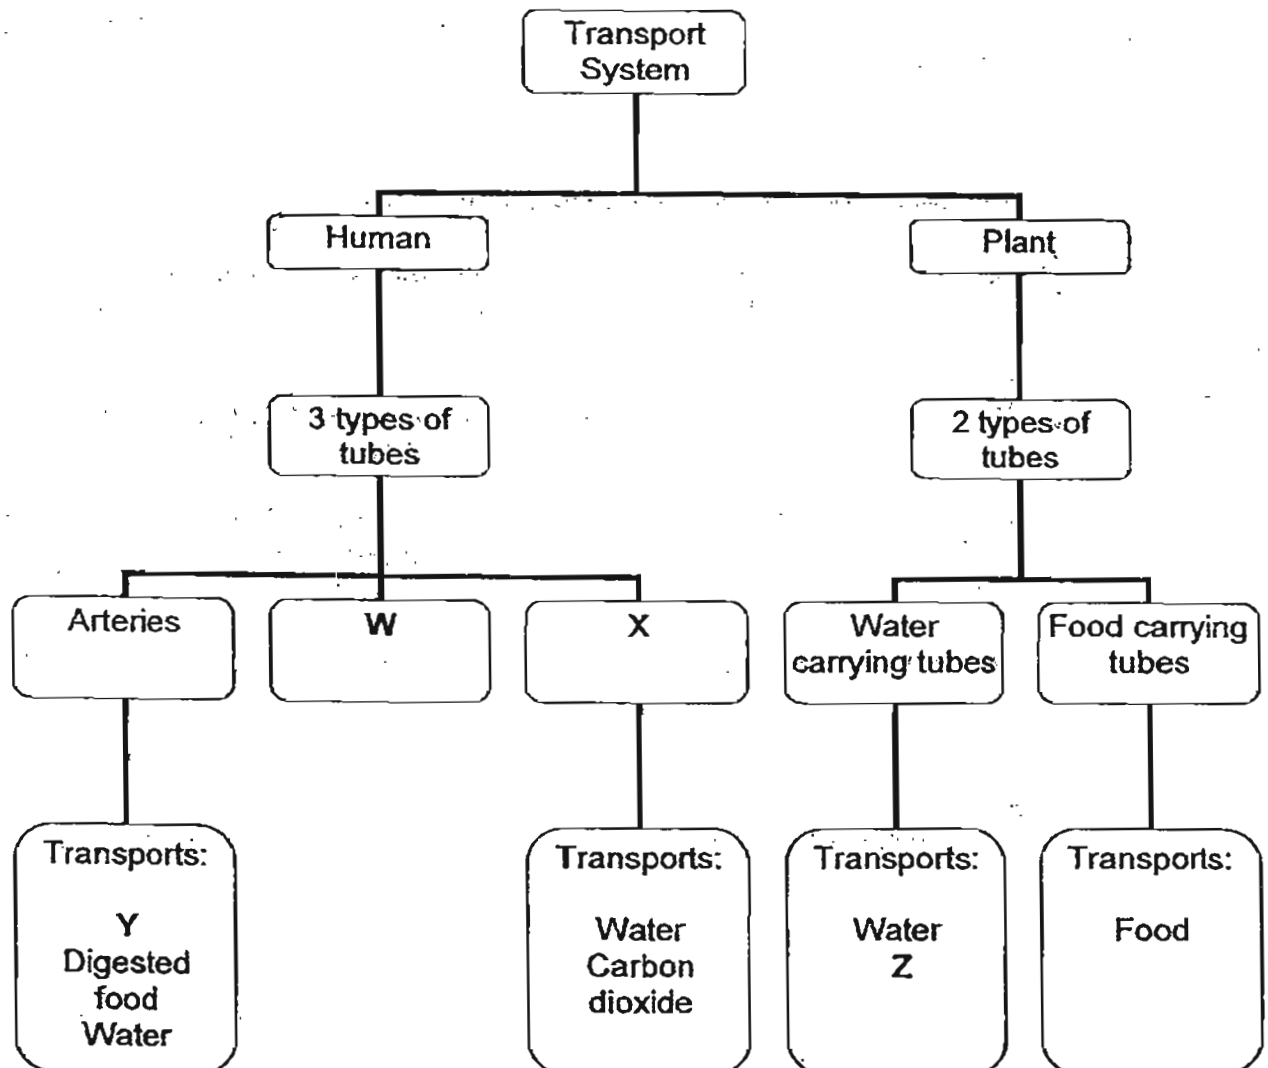 Transport
System
Human
Plant
3 types of
tubes
2 types of
tubes
Arteries
W
X
Water
carrying tubes
Food carrying
tubes
Transports:
Y
Digested
food
Water
Transports:
Water
Carbon
dioxide
Transports:
Water
Z
Transports:
Food